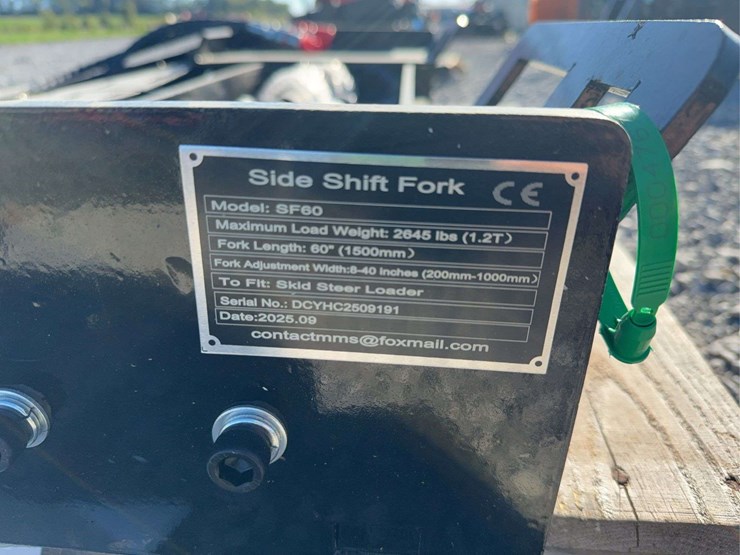 Side Shift Fork CE
Model: SF60
Maximum Load Weight: 2645 lbs (1.2T)
Fork Length: 60" (1500mm)
Fork Adjustment Width:8-40 inches (200mm-1000mm)
To Fit: Skid Steer Loader
Serial No.: DCYHC2509191
Date:2025.09
contactmms@foxmail.com